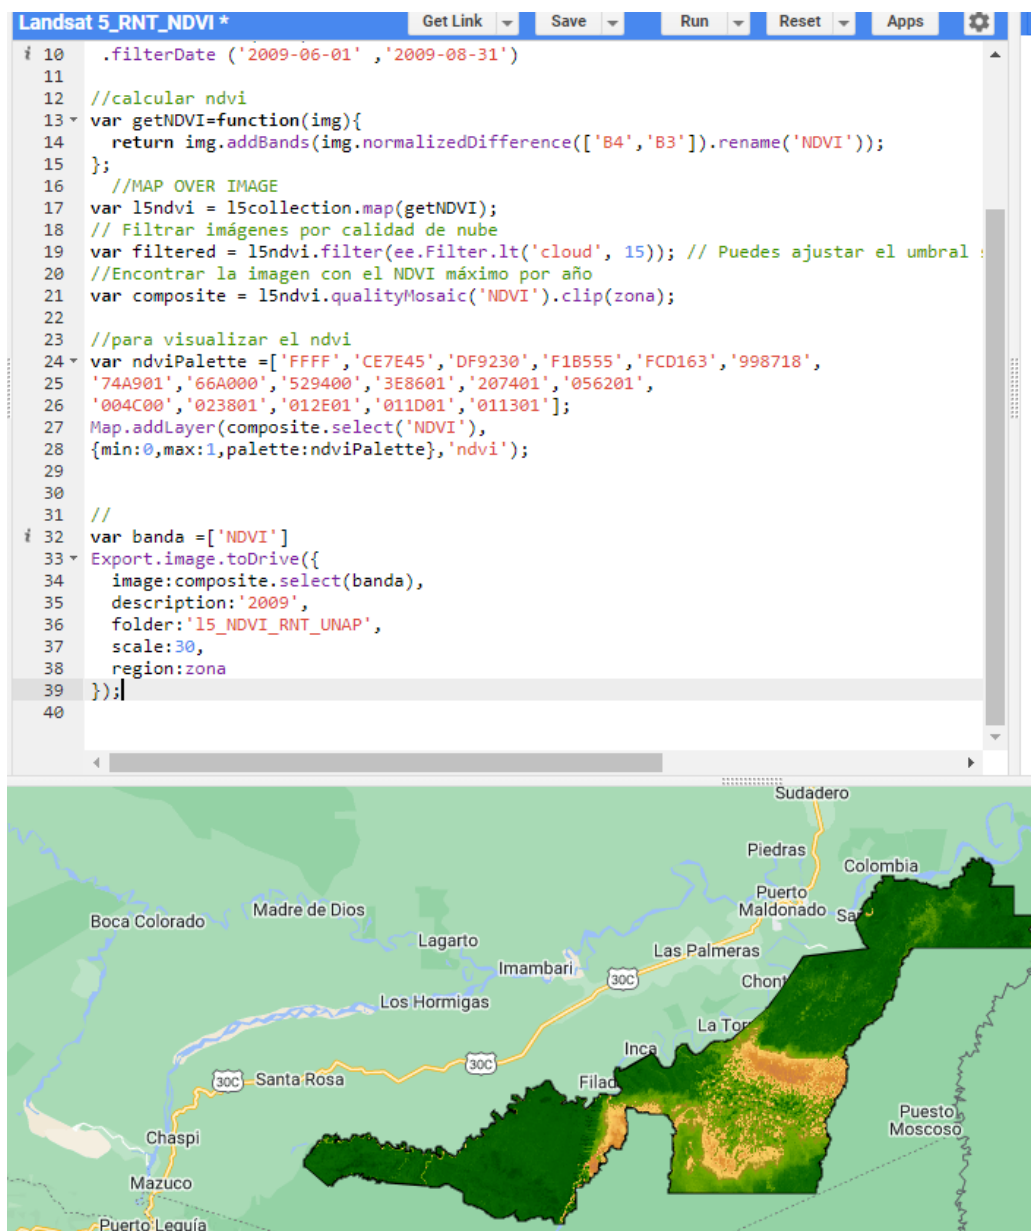 Landsat 5_RNT_NDVI * Get Link Save Run Reset Apps
i 10 .filterDate ('2009-06-01' ,'2009-08-31')
11
12 //calcular ndvi
13 var getNDVI=function(img){
14 return img.addBands(img.normalizedDifference(['B4','B3']).rename('NDVI'));
15 };
16 //MAP OVER IMAGE
17 var l5ndvi = l5collection.map(getNDVI);
18 // Filtrar imágenes por calidad de nube
19 var filtered = l5ndvi.filter(ee.Filter.lt('cloud', 15)); // Puedes ajustar el umbral
20 //Encontrar la imagen con el NDVI máximo por año
21 var composite = l5ndvi.qualityMosaic('NDVI').clip(zona);
22
23 //para visualizar el ndvi
24 var ndviPalette =['FFFF','CE7E45','DF9230','F1B555','FCD163','998718',
25 '74A901','66A000','529400','3E8601','207401','056201',
26 '004C00','023801','012E01','011D01','011301'];
27 Map.addLayer(composite.select('NDVI'),
28 {min:0,max:1,palette:ndviPalette},'ndvi');
29
30
31 //
i 32 var banda =['NDVI']
33 Export.image.toDrive({
34 image:composite.select(banda),
35 description:'2009',
36 folder:'l5_NDVI_RNT_UNAP',
37 scale:30,
38 region:zona
39 });
40
Sudadero
Piedras
Colombia
Puerto
Maldonado
Sa
Boca Colorado
Madre de Dios
Lagarto
Las Palmeras
Imambari
30C
Chont
Los Hormigas
La Tor
Inca
30C
30C
Santa Rosa
Filad
Puesto
Moscoso
Chaspi
Mazuco
Puerto Leguía